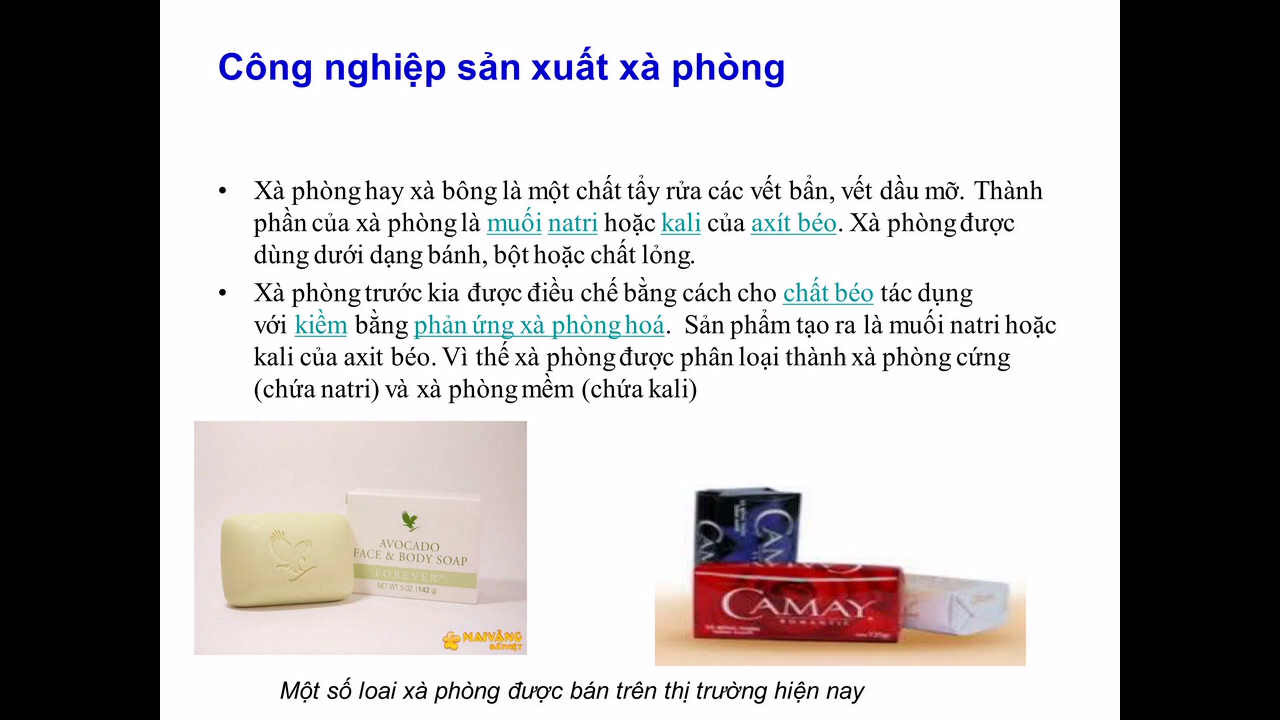 Công nghiệp sản xuất xà phòng
• Xà phòng hay xà bông là một chất tẩy rửa các vết bẩn, vết dầu mỡ. Thành
phần của xà phòng là muối natri hoặc kali của axít béo. Xà phòng được
dùng dưới dạng bánh, bột hoặc chất lỏng.
• Xà phòng trước kia được điều chế bằng cách cho chất béo tác dụng
với kiềm bằng phản ứng xà phòng hoá. Sản phẩm tạo ra là muối natri hoặc
kali của axit béo. Vì thế xà phòng được phân loại thành xà phòng cứng
(chứa natri) và xà phòng mềm (chứa kali)
AVOCADO
FACE & BODY SOAP
FOREVER
NET WT. 5 OZ. (142 g)
MAIVÀNG
ĐẤTVIỆT
CAMAY
ROMANTIC
125g
Một số loai xà phòng được bán trên thị trường hiện nay